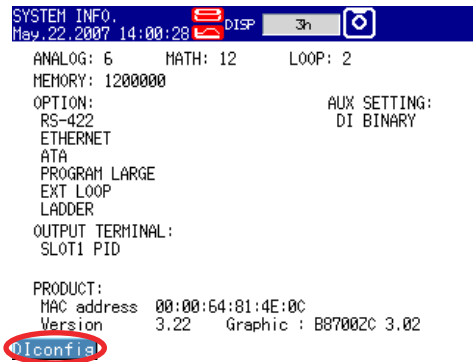 SYSTEM INFO.
May.22.2007 14:00:28 DISP 3h
ANALOG: 6 MATH: 12 LOOP: 2
MEMORY: 1200000
OPTION: AUX SETTING:
RS-422 DI BINARY
ETHERNET
ATA
PROGRAM LARGE
EXT LOOP
LADDER
OUTPUT TERMINAL:
SLOT1 PID
PRODUCT:
MAC address 00:00:64:81:4E:0C
Version 3.22 Graphic : B8700ZC 3.02
DIconfig